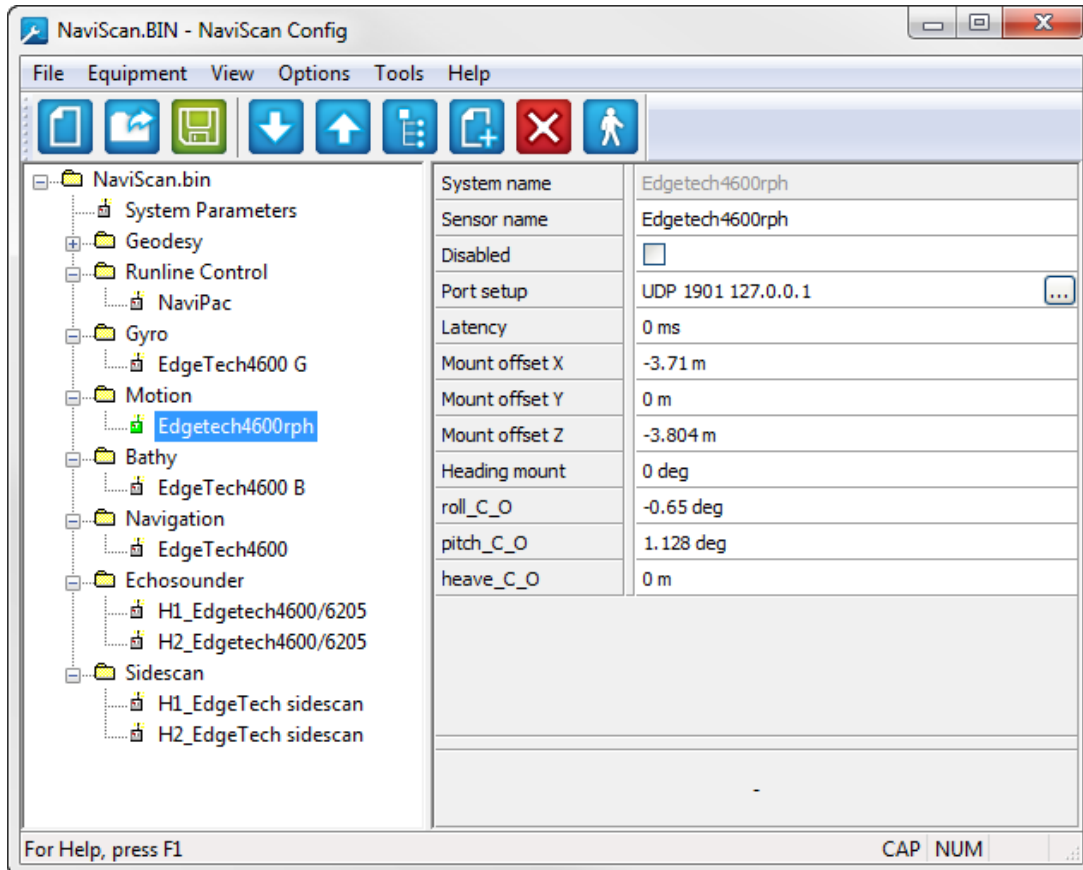 NaviScan.BIN - NaviScan Config
File Equipment View Options Tools Help
NaviScan.bin
System Parameters
Geodesy
Runline Control
NaviPac
Gyro
EdgeTech4600 G
Motion
Edgetech4600rph
Bathy
EdgeTech4600 B
Navigation
EdgeTech4600
Echosounder
H1_Edgetech4600/6205
H2_Edgetech4600/6205
Sidescan
H1_EdgeTech sidescan
H2_EdgeTech sidescan
System name Edgetech4600rph
Sensor name Edgetech4600rph
Disabled
Port setup UDP 1901 127.0.0.1 ...
Latency 0 ms
Mount offset X -3.71 m
Mount offset Y 0 m
Mount offset Z -3.804 m
Heading mount 0 deg
roll_C_O -0.65 deg
pitch_C_O 1.128 deg
heave_C_O 0 m
-
For Help, press F1 CAP NUM